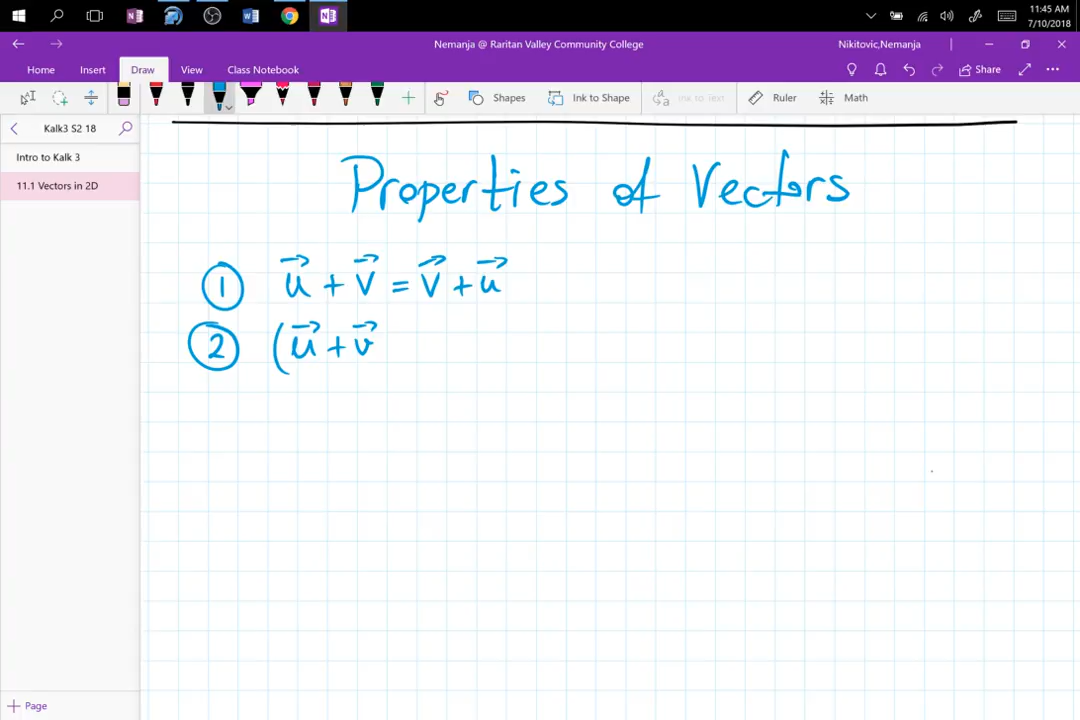 11:45 AM
7/10/2018
Nemanja @ Raritan Valley Community College
Nikitovic,Nemanja
Home Insert Draw View Class Notebook Share
Shapes Ink to Shape Ink to Text Ruler Math
Kalk3 S2 18
Intro to Kalk 3
11.1 Vectors in 2D
Properties of Vectors
① u⃗ + v⃗ = v⃗ + u⃗
② (u⃗ + v⃗
+ Page